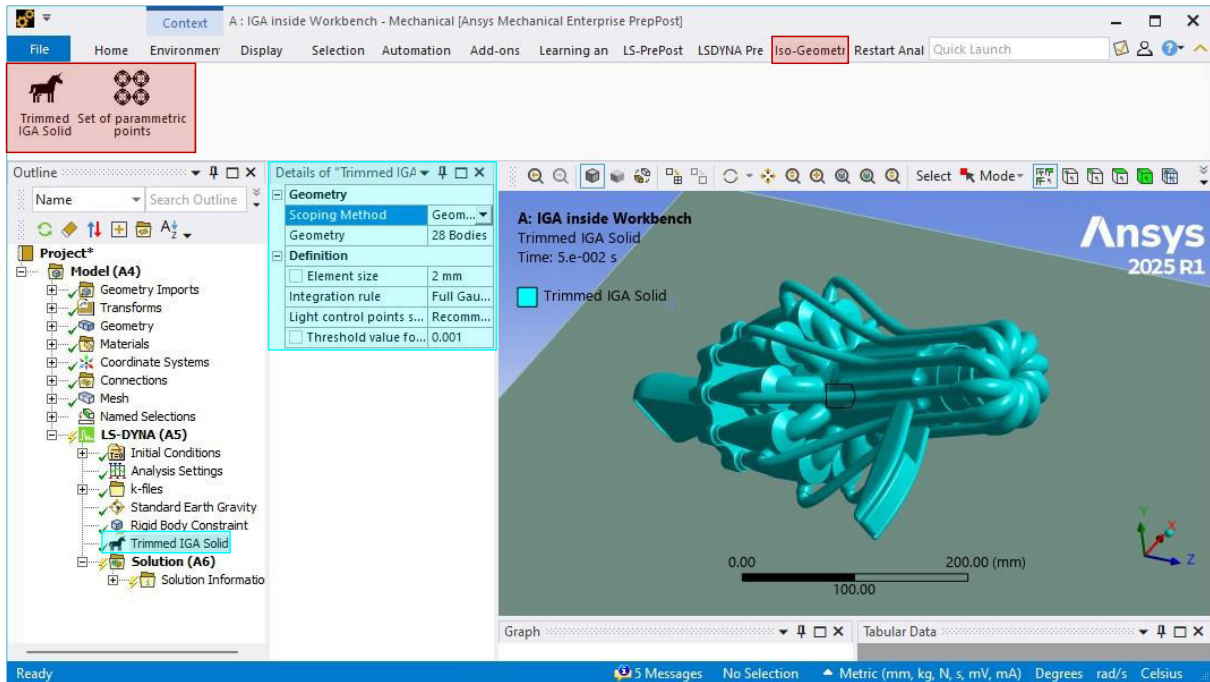 Context A : IGA inside Workbench - Mechanical [Ansys Mechanical Enterprise PrepPost]
File Home Environmen Display Selection Automation Add-ons Learning an LS-PrePost LSDYNA Pre Iso-Geometr Restart Anal Quick Launch
Trimmed IGA Solid
Set of parammetric points
Outline
Name Search Outline
Project*
Model (A4)
Geometry Imports
Transforms
Geometry
Materials
Coordinate Systems
Connections
Mesh
Named Selections
LS-DYNA (A5)
Initial Conditions
Analysis Settings
k-files
Standard Earth Gravity
Rigid Body Constraint
Trimmed IGA Solid
Solution (A6)
Solution Informatio
Details of "Trimmed IGA
Geometry
Scoping Method Geom...
Geometry 28 Bodies
Definition
Element size 2 mm
Integration rule Full Gau...
Light control points s... Recomm...
Threshold value fo... 0.001
Select Mode
A: IGA inside Workbench
Trimmed IGA Solid
Time: 5.e-002 s
Trimmed IGA Solid
Ansys
2025 R1
Y
X
Z
0.00 200.00 (mm)
100.00
Graph
Tabular Data
Ready 5 Messages No Selection Metric (mm, kg, N, s, mV, mA) Degrees rad/s Celsius